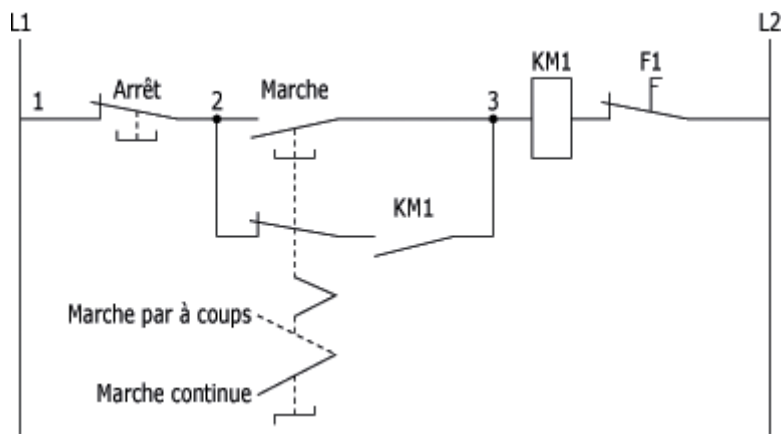 L1
L2
KM1
F1
Arrêt
Marche
1
2
3
KM1
Marche par à coups
Marche continue